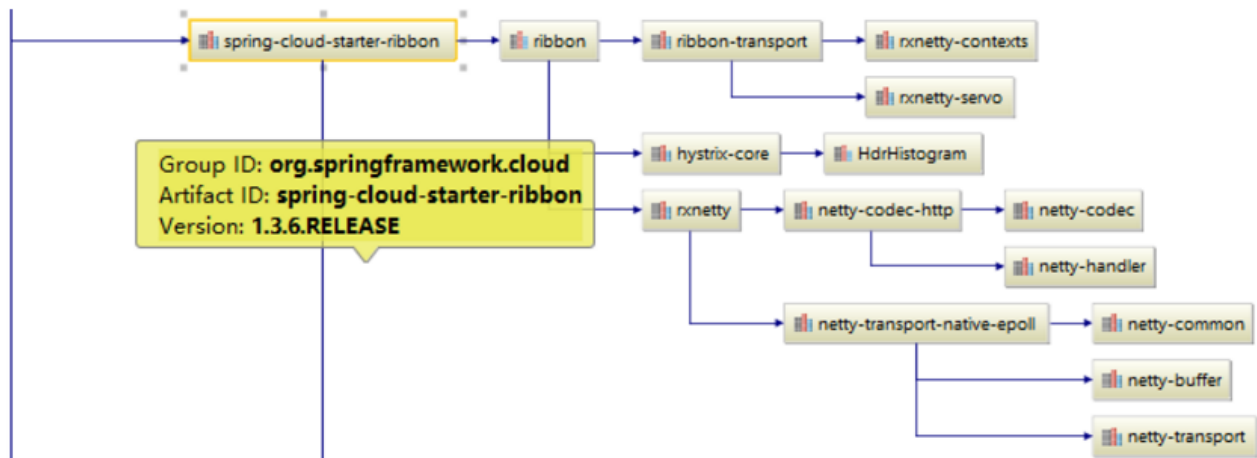 spring-cloud-starter-ribbon
ribbon
ribbon-transport
rxnetty-contexts
rxnetty-servo
Group ID: org.springframework.cloud
Artifact ID: spring-cloud-starter-ribbon
Version: 1.3.6.RELEASE
hystrix-core
HdrHistogram
rxnetty
netty-codec-http
netty-codec
netty-handler
netty-transport-native-epoll
netty-common
netty-buffer
netty-transport